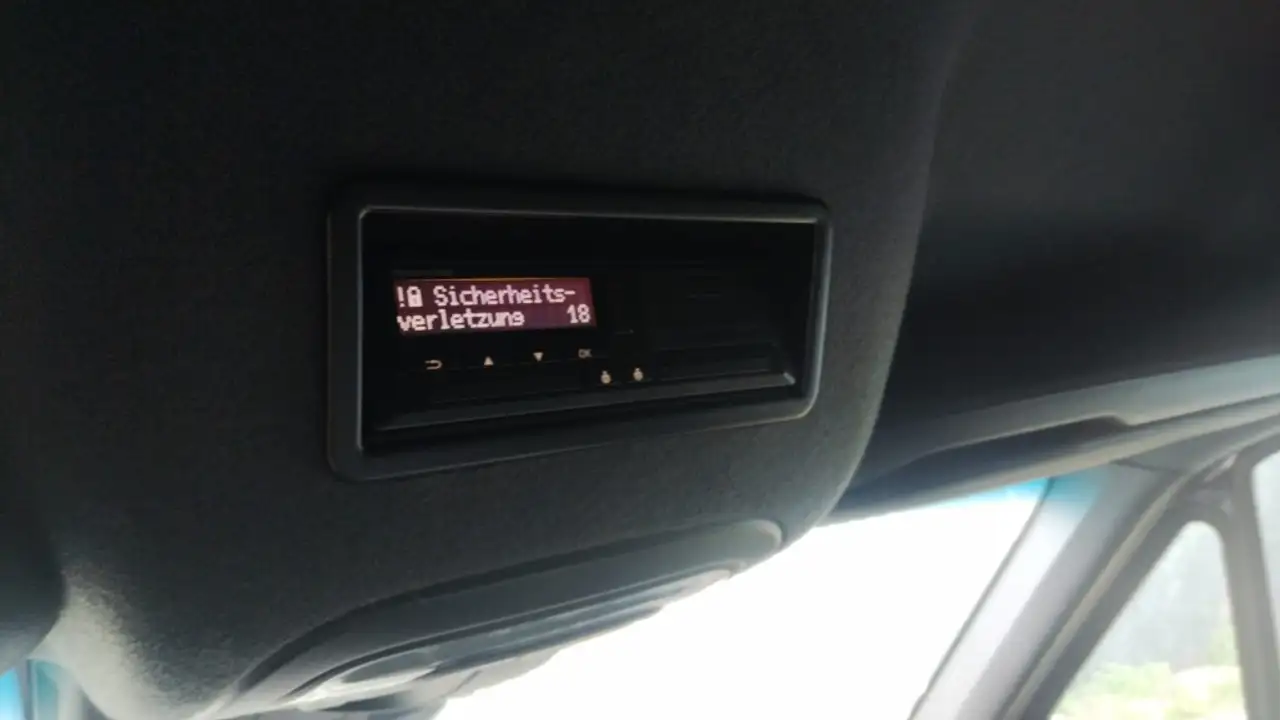 ! Sicherheits-
verletzung 18
OK